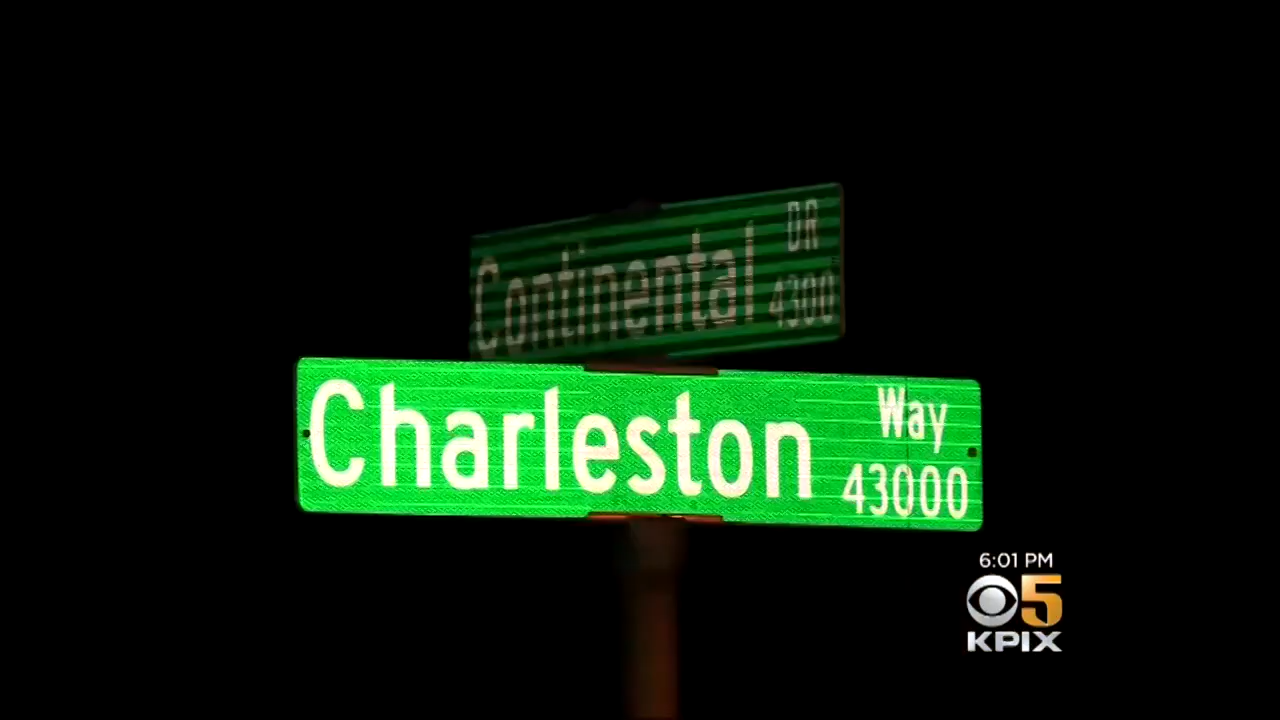 Continental DR
4300
Charleston Way
43000
6:01 PM
5
KPIX